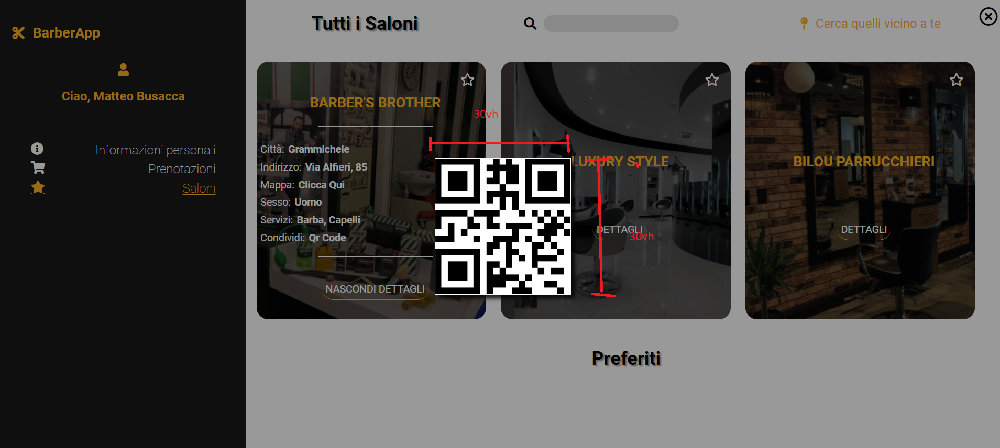 BarberApp
Ciao, Matteo Busacca
Informazioni personali
Prenotazioni
Saloni
Tutti i Saloni
Cerca quelli vicino a te
BARBER'S BROTHER
Città: Grammichele
Indirizzo: Via Alfieri, 85
Mappa: Clicca Qui
Sesso: Uomo
Servizi: Barba, Capelli
Condividi: Qr Code
NASCONDI DETTAGLI
30vh
LUXURY STYLE
DETTAGLI
30vh
BILOU PARRUCCHIERI
DETTAGLI
Preferiti